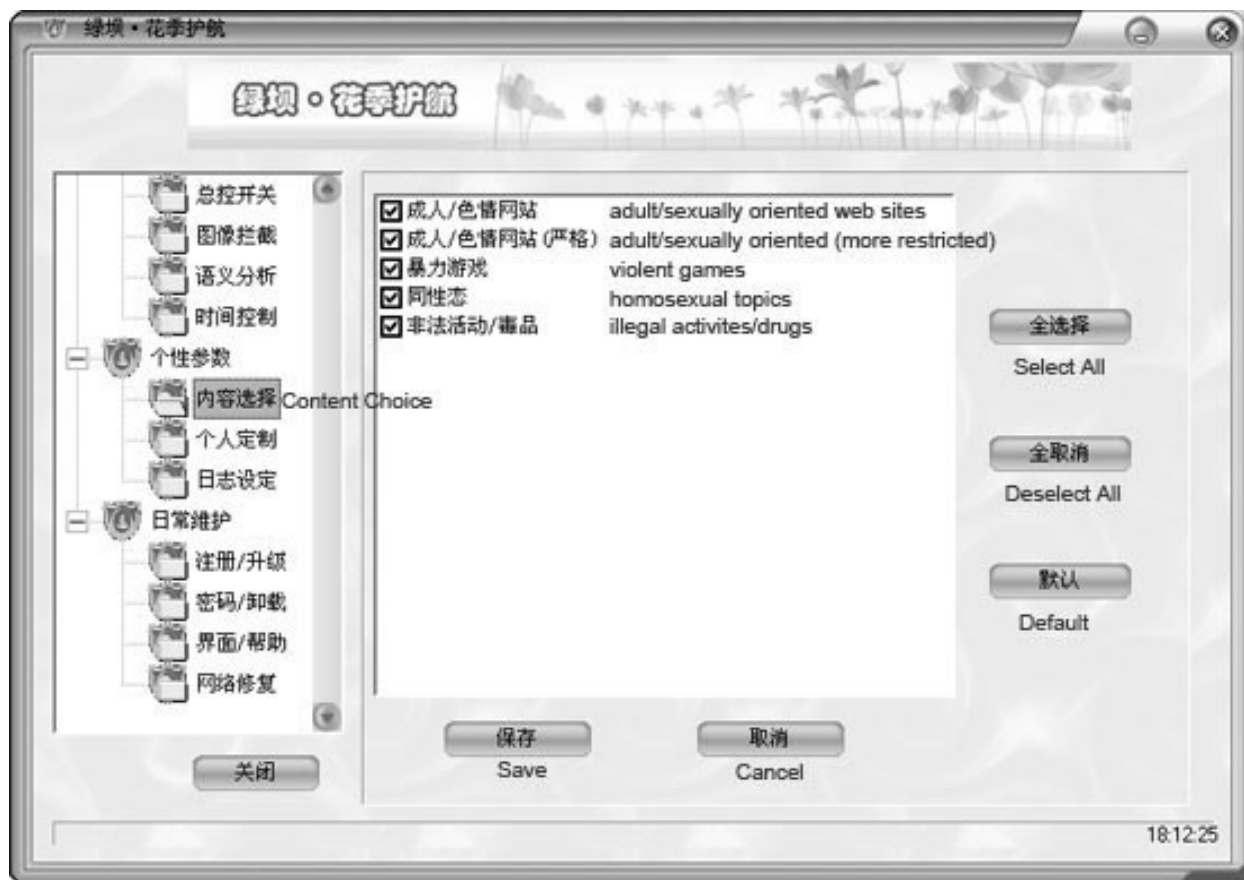 绿坝·花季护航
绿坝·花季护航
总控开关
图像拦截
语义分析
时间控制
个性参数
内容选择 Content Choice
个人定制
日志设定
日常维护
注册/升级
密码/卸载
界面/帮助
网络修复
关闭
成人/色情网站 adult/sexually oriented web sites
成人/色情网站(严格) adult/sexually oriented (more restricted)
暴力游戏 violent games
同性恋 homosexual topics
非法活动/毒品 illegal activites/drugs
全选择
Select All
全取消
Deselect All
默认
Default
保存
Save
取消
Cancel
18:12:25